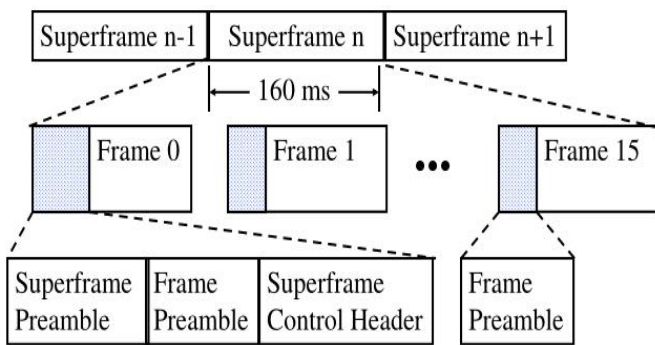 Superframe n-1 Superframe n Superframe n+1
160 ms
Frame 0 Frame 1 ••• Frame 15
Superframe Preamble
Frame Preamble
Superframe Control Header
Frame Preamble